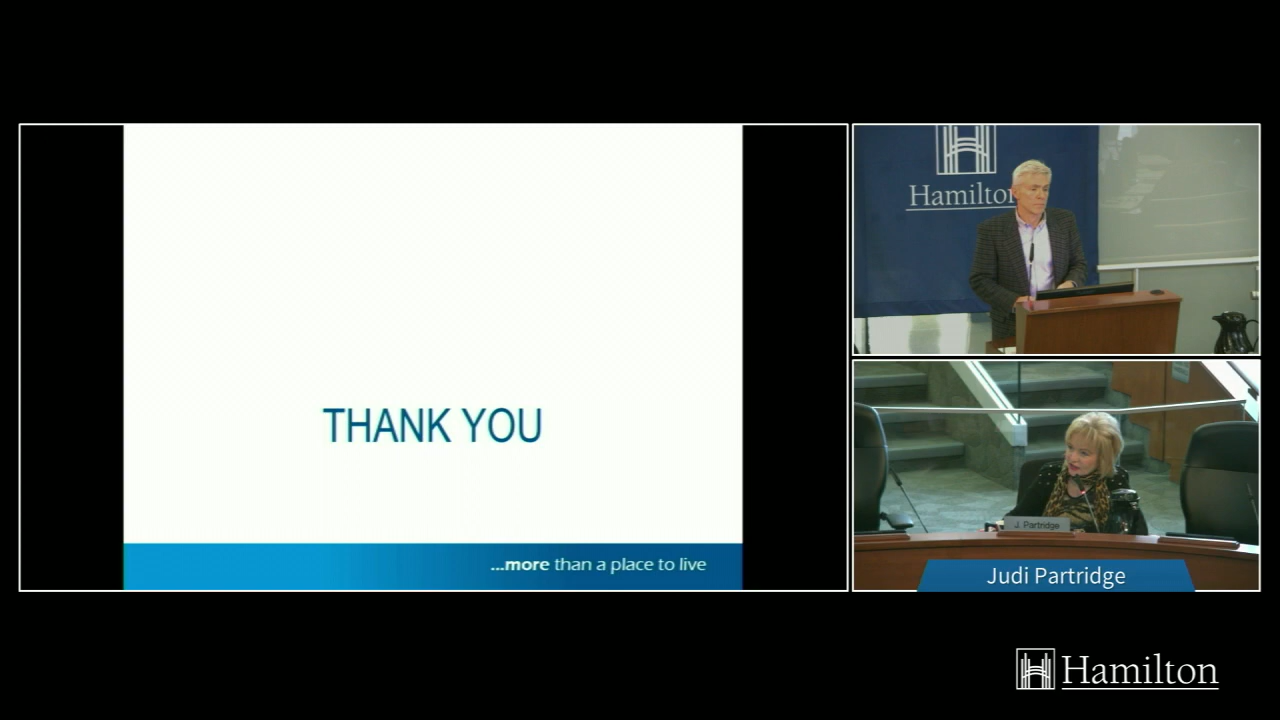 THANK YOU
...more than a place to live
Hamilton
J. Partridge
Judi Partridge
Hamilton